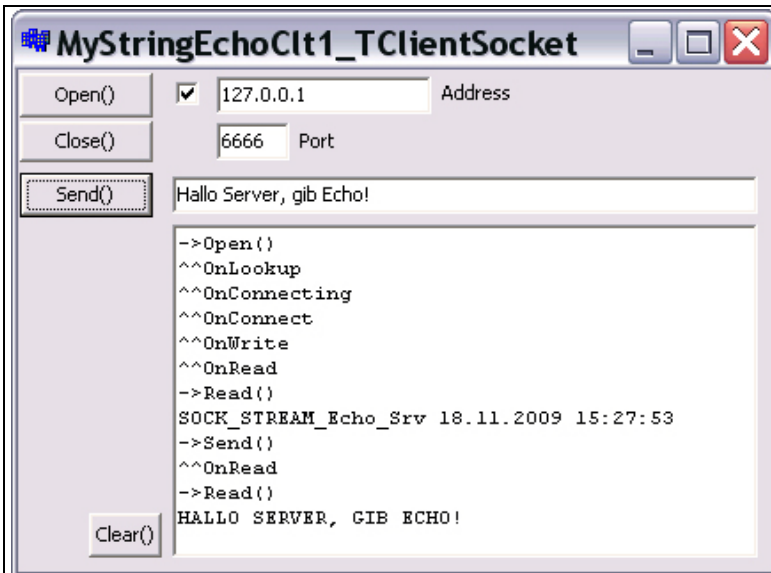 MyStringEchoClt1_TClientSocket
Open() 127.0.0.1 Address
Close() 6666 Port
Send() Hallo Server, gib Echo!
->Open()
^^OnLookup
^^OnConnecting
^^OnConnect
^^OnWrite
^^OnRead
->Read()
SOCK_STREAM_Echo_Srv 18.11.2009 15:27:53
->Send()
^^OnRead
->Read()
HALLO SERVER, GIB ECHO!
Clear()